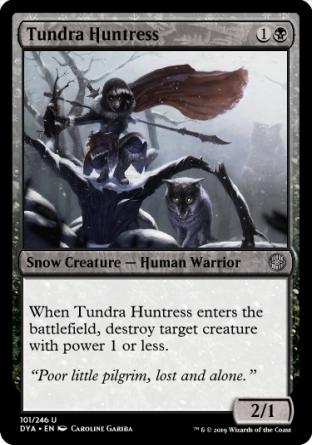 Tundra Huntress 1
Snow Creature — Human Warrior
When Tundra Huntress enters the
battlefield, destroy target creature
with power 1 or less.
“Poor little pilgrim, lost and alone.”
2/1
101/246 U
DYA • EN CAROLINE GARIBA ™ & © 2019 Wizards of the Coast